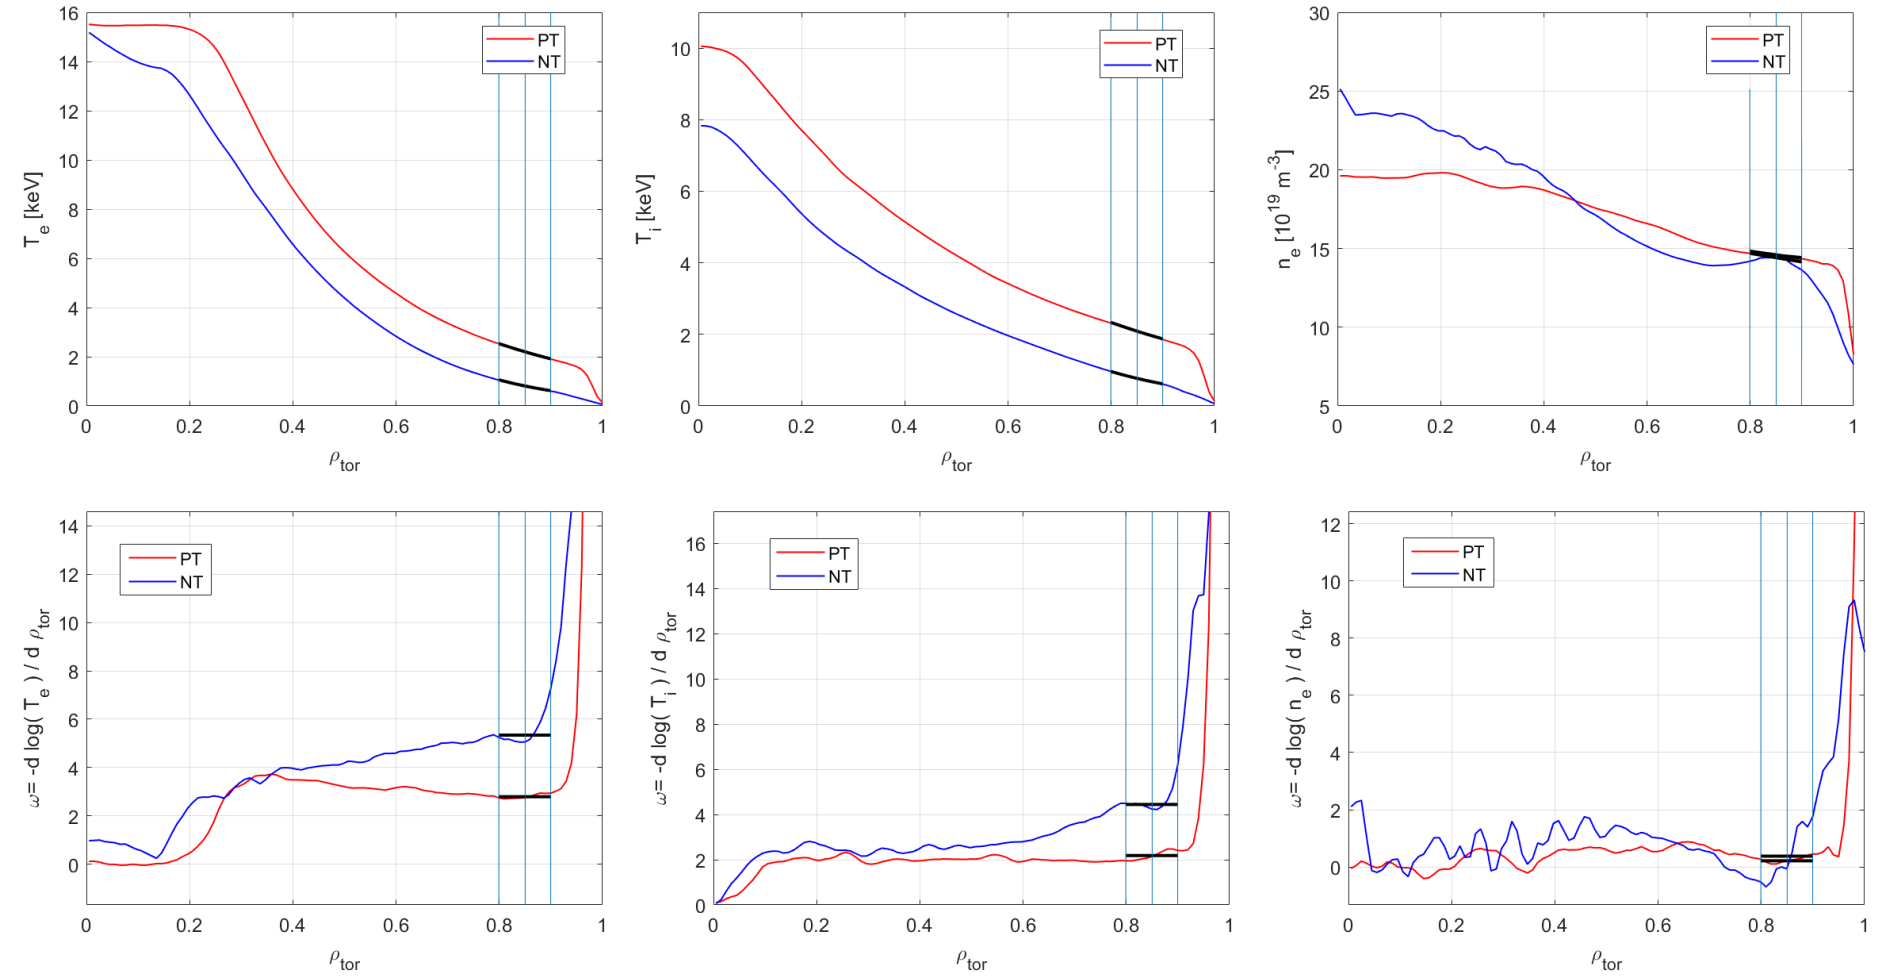 16
14
12
10
8
6
4
2
0
T_e [keV]
PT
NT
0 0.2 0.4 0.6 0.8 1
ρ_tor
10
8
6
4
2
0
T_i [keV]
PT
NT
0 0.2 0.4 0.6 0.8 1
ρ_tor
30
25
20
15
10
5
n_e [10^19 m^-3]
PT
NT
0 0.2 0.4 0.6 0.8 1
ρ_tor
14
12
10
8
6
4
2
0
ω= -d log( T_e ) / d ρ_tor
PT
NT
0 0.2 0.4 0.6 0.8 1
ρ_tor
16
14
12
10
8
6
4
2
0
ω= -d log( T_i ) / d ρ_tor
PT
NT
0 0.2 0.4 0.6 0.8 1
ρ_tor
12
10
8
6
4
2
0
ω= -d log( n_e ) / d ρ_tor
PT
NT
0 0.2 0.4 0.6 0.8 1
ρ_tor